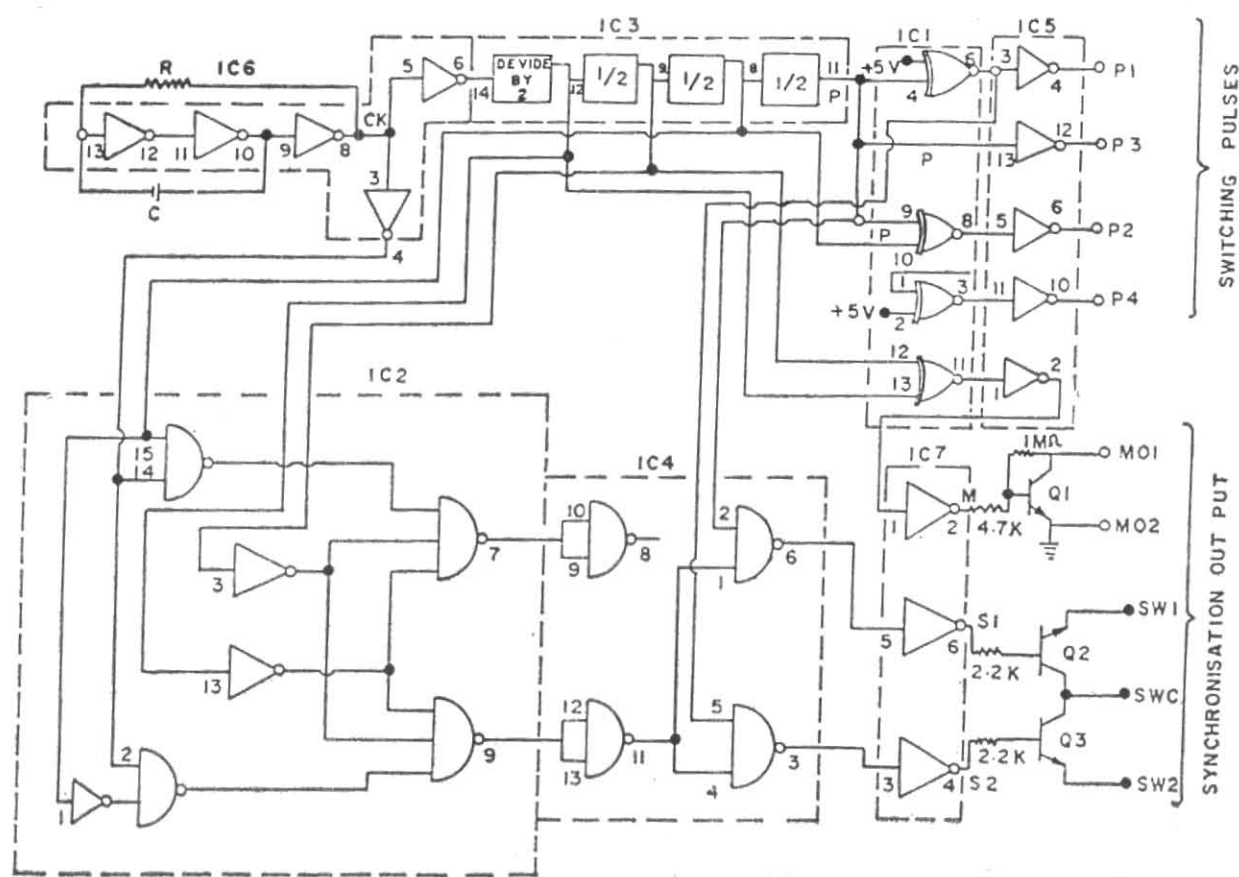 IC3
IC1
IC5
R
IC6
5
6
DEVIDE
BY
2
14
12
1/2
9
1/2
8
1/2
11
P
+5V
4
6
3
4
P1
CK
13
12
11
10
9
8
C
3
4
P
13
12
P3
9
8
P
10
5
6
P2
1
3
+5V
2
11
10
P4
12
13
11
1
2
SWITCHING PULSES
IC2
15
14
3
7
13
9
2
1
IC4
10
9
8
12
13
11
2
1
6
5
4
3
IC7
1
2
M
4.7K
1MΩ
Q1
MO1
MO2
5
6
S1
2.2K
Q2
SW1
SWC
3
4
S2
2.2K
Q3
SW2
SYNCHRONISATION OUT PUT